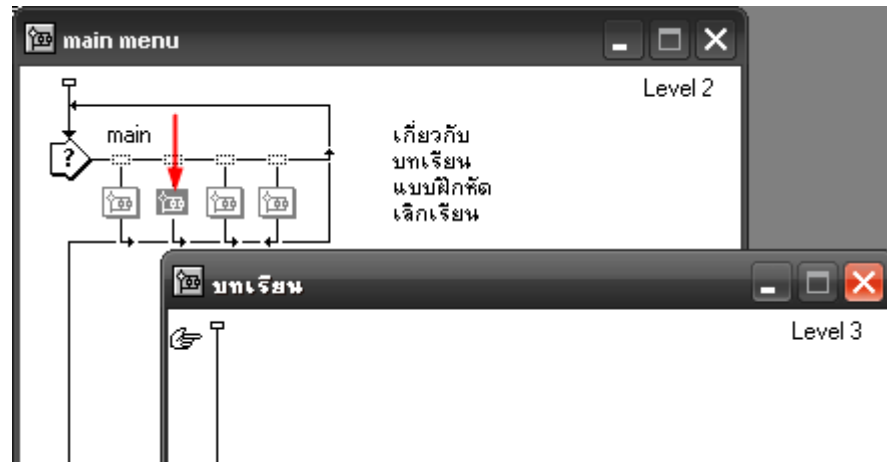 main menu
Level 2
main
?
เกี่ยวกับ
บทเรียน
แบบฝึกหัด
เลิกเรียน
บทเรียน
Level 3